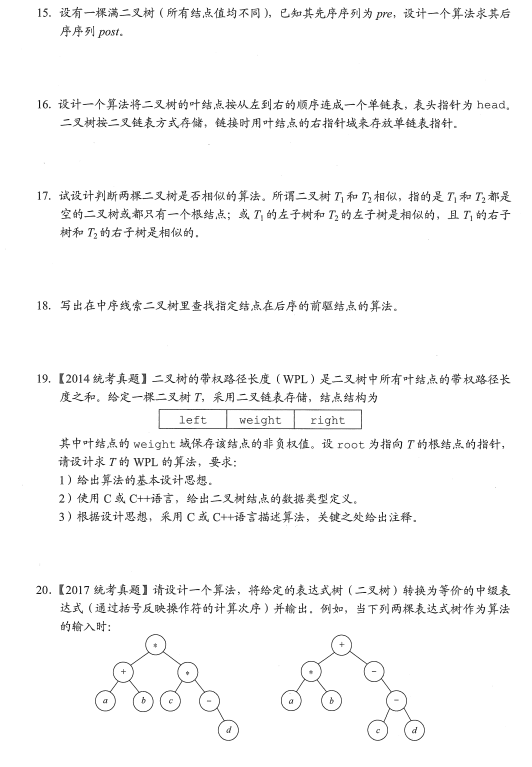 15. 设有一棵满二叉树（所有结点值均不同），已知其先序序列为 pre，设计一个算法求其后
序序列 post。
16. 设计一个算法将二叉树的叶结点按从左到右的顺序连成一个单链表，表头指针为 head。
二叉树按二叉链表方式存储，链接时用叶结点的右指针域来存放单链表指针。
17. 试设计判断两棵二叉树是否相似的算法。所谓二叉树 T₁ 和 T₂ 相似，指的是 T₁ 和 T₂ 都是
空的二叉树或都只有一个根结点；或 T₁ 的左子树和 T₂ 的左子树是相似的，且 T₁ 的右子
树和 T₂ 的右子树是相似的。
18. 写出在中序线索二叉树里查找指定结点在后序的前驱结点的算法。
19. 【2014 统考真题】二叉树的带权路径长度（WPL）是二叉树中所有叶结点的带权路径长
度之和。给定一棵二叉树 T，采用二叉链表存储，结点结构为
left weight right
其中叶结点的 weight 域保存该结点的非负权值。设 root 为指向 T 的根结点的指针，
请设计求 T 的 WPL 的算法，要求：
1）给出算法的基本设计思想。
2）使用 C 或 C++语言，给出二叉树结点的数据类型定义。
3）根据设计思想，采用 C 或 C++语言描述算法，关键之处给出注释。
20. 【2017 统考真题】请设计一个算法，将给定的表达式树（二叉树）转换为等价的中缀表
达式（通过括号反映操作符的计算次序）并输出。例如，当下列两棵表达式树作为算法
的输入时：
* +
+ * * -
a b c - a b -
d c d